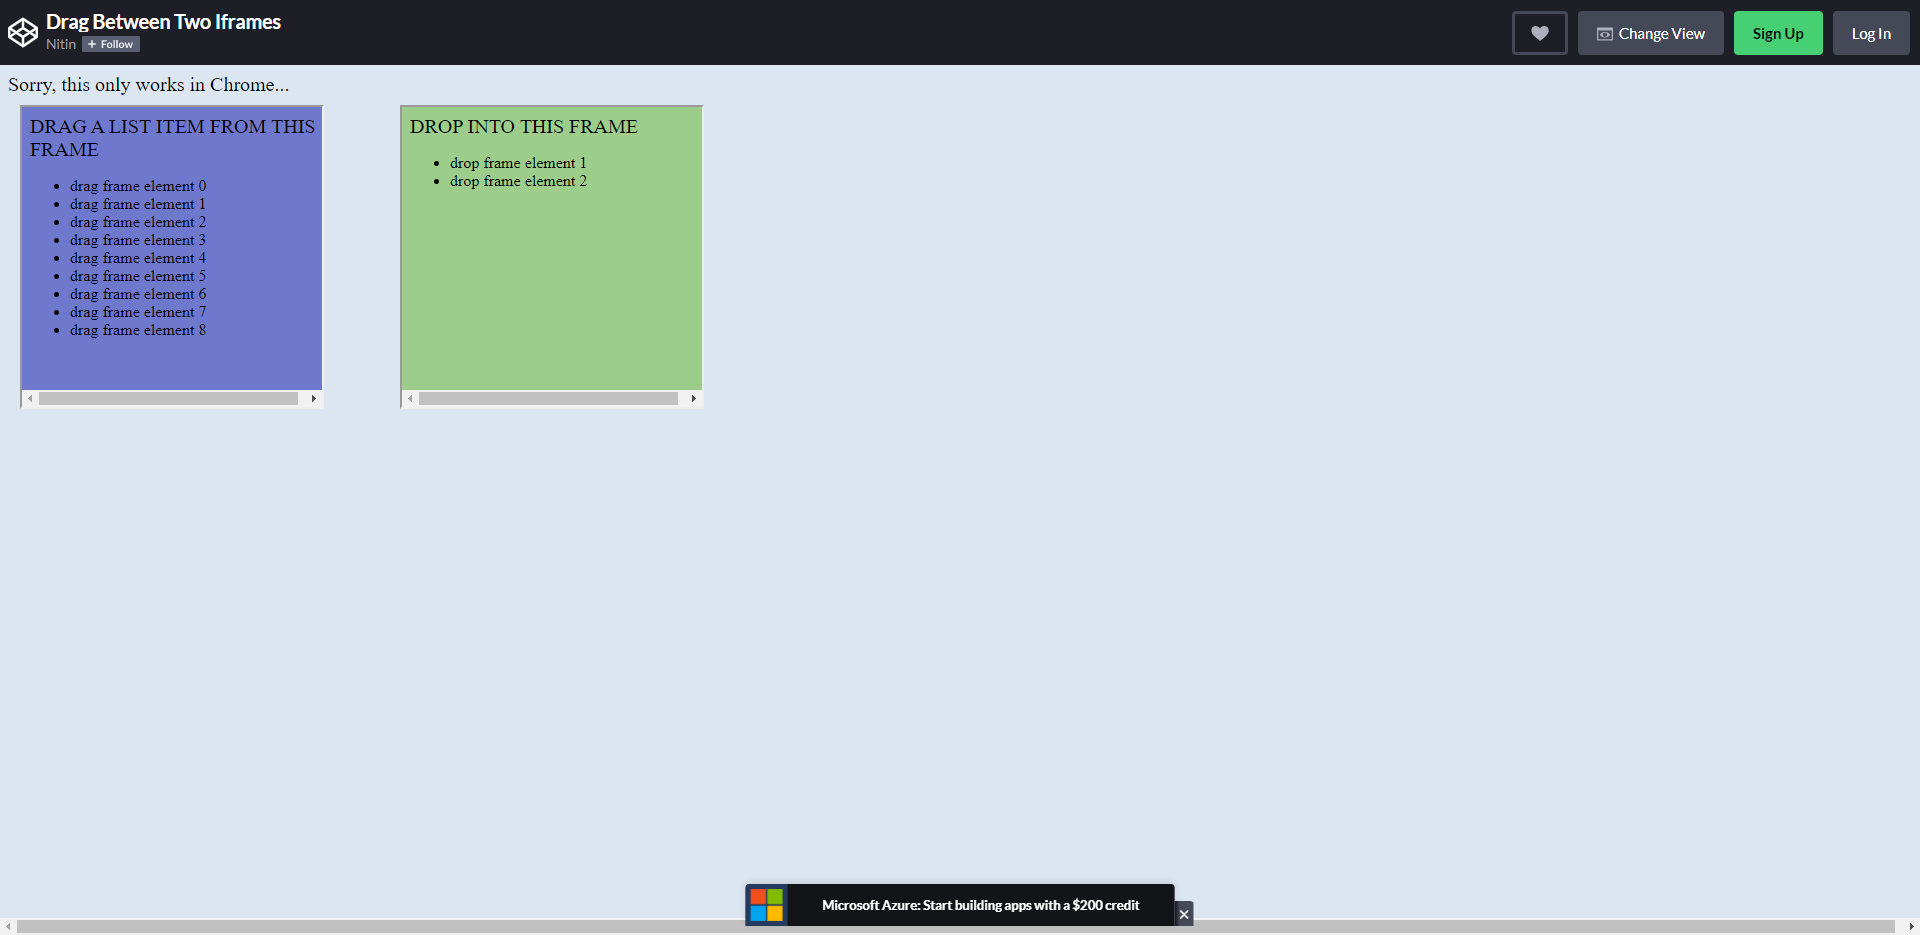 Drag Between Two Iframes
Nitin + Follow
Change View
Sign Up
Log In
Sorry, this only works in Chrome...
DRAG A LIST ITEM FROM THIS
FRAME
• drag frame element 0
• drag frame element 1
• drag frame element 2
• drag frame element 3
• drag frame element 4
• drag frame element 5
• drag frame element 6
• drag frame element 7
• drag frame element 8
DROP INTO THIS FRAME
• drop frame element 1
• drop frame element 2
Microsoft Azure: Start building apps with a $200 credit